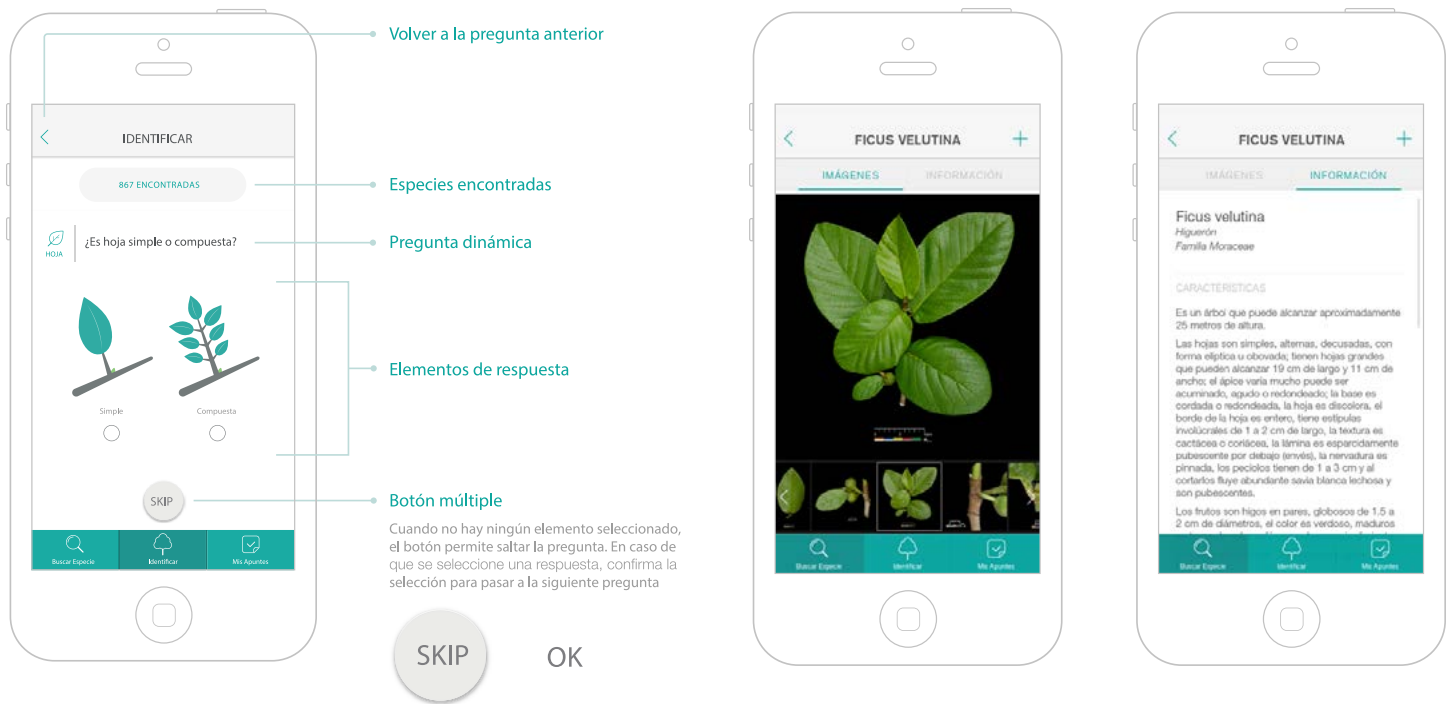 IDENTIFICAR
867 ENCONTRADAS
HOJA
¿Es hoja simple o compuesta?
Simple
Compuesta
SKIP
Buscar Especie
Identificar
Mis Apuntes
Volver a la pregunta anterior
Especies encontradas
Pregunta dinámica
Elementos de respuesta
Botón múltiple
Cuando no hay ningún elemento seleccionado,
el botón permite saltar la pregunta. En caso de
que se seleccione una respuesta, confirma la
selección para pasar a la siguiente pregunta
SKIP
OK
FICUS VELUTINA
IMÁGENES
INFORMACIÓN
Buscar Especie
Identificar
Mis Apuntes
FICUS VELUTINA
IMÁGENES
INFORMACIÓN
Ficus velutina
Higuerón
Familia Moraceae
CARACTERÍSTICAS
Es un árbol que puede alcanzar aproximadamente
25 metros de altura.
Las hojas son simples, alternas, decusadas, con
forma elíptica u obovada; tienen hojas grandes
que pueden alcanzar 19 cm de largo y 11 cm de
ancho; el ápice varía mucho puede ser
acuminado, agudo o redondeado; la base es
cordada o redondeada, la hoja es discolora, el
borde de la hoja es entero, tiene estípulas
involúcrales de 1 a 2 cm de largo, la textura es
cactácea o coriácea, la lámina es esparcidamente
pubescente por debajo (envés), la nervadura es
pinnada, los peciolos tienen de 1 a 3 cm y al
cortarlos fluye abundante savia blanca lechosa y
son pubescentes.
Los frutos son higos en pares, globosos de 1.5 a
2 cm de diámetros, el color es verdoso, maduros
Buscar Especie
Identificar
Mis Apuntes